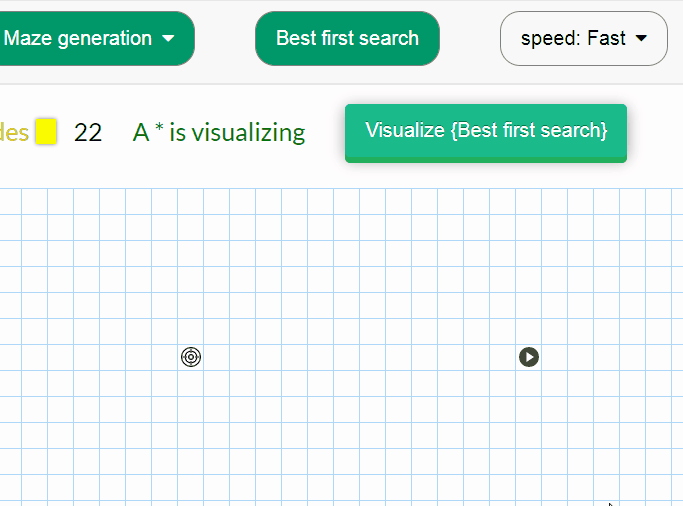 Maze generation
Best first search
speed: Fast
des 22 A * is visualizing
Visualize {Best first search}